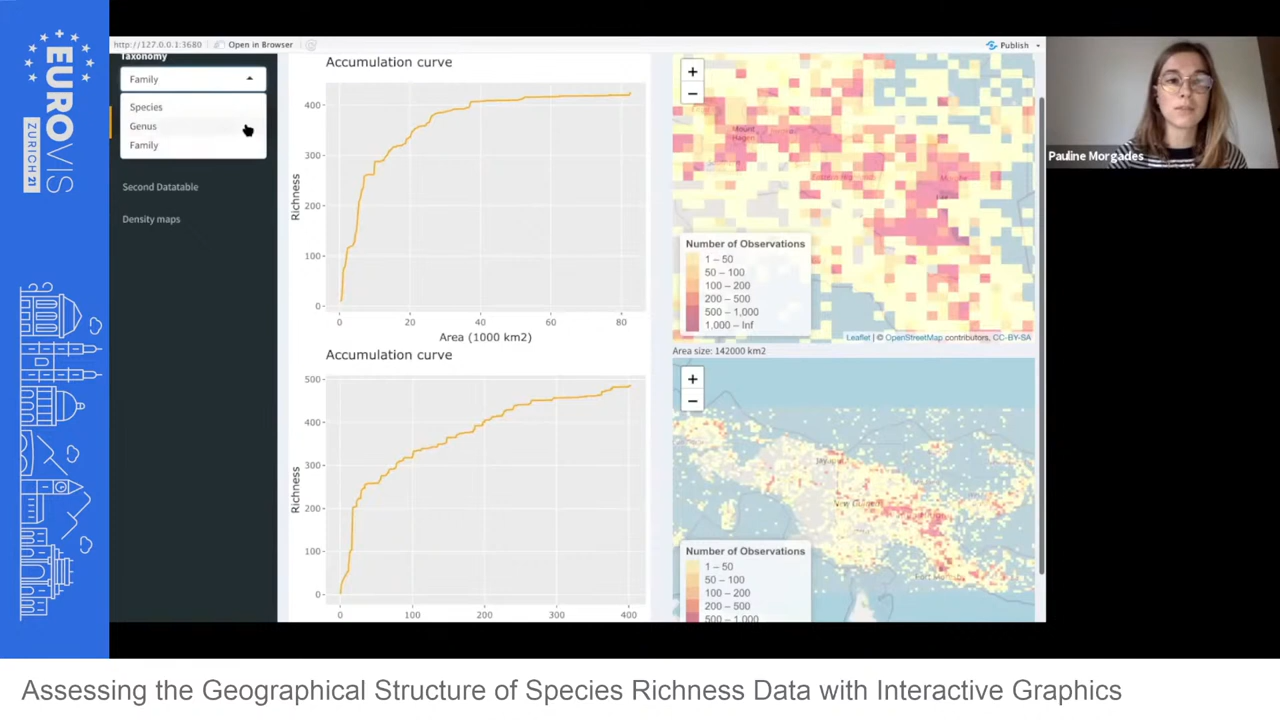 EUROVIS
ZURICH 21
http://127.0.0.1:3680
Open in Browser
Publish
Taxonomy
Family
Species
Genus
Family
Second Datatable
Density maps
Accumulation curve
400
300
200
100
0
Richness
0 20 40 60 80
Area (1000 km2)
Accumulation curve
500
400
300
200
100
0
Richness
0 100 200 300 400
+
−
Mount
Hagen
Number of Observations
1 – 50
50 – 100
100 – 200
200 – 500
500 – 1,000
1,000 – Inf
Leaflet | © OpenStreetMap contributors, CC-BY-SA
Area size: 142000 km2
+
−
Number of Observations
1 – 50
50 – 100
100 – 200
200 – 500
500 – 1,000
Pauline Morgades
Assessing the Geographical Structure of Species Richness Data with Interactive Graphics